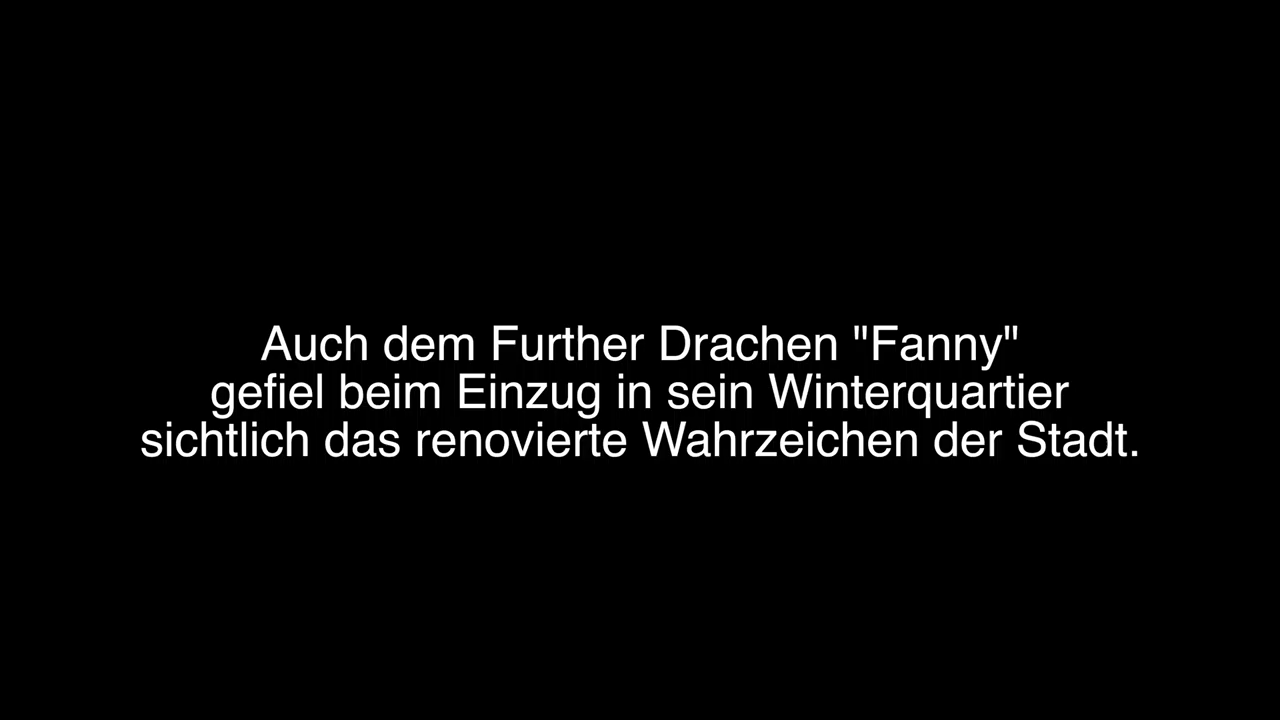 Auch dem Further Drachen "Fanny"
gefiel beim Einzug in sein Winterquartier
sichtlich das renovierte Wahrzeichen der Stadt.